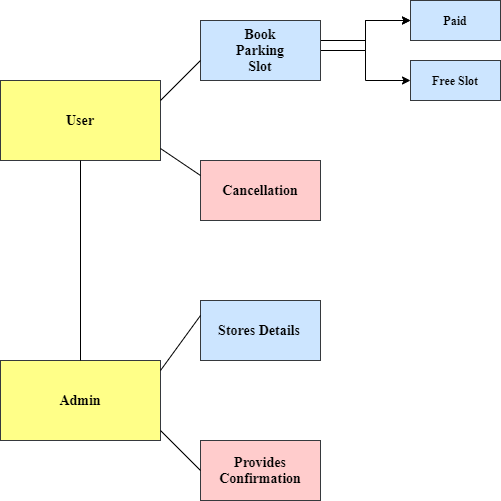 Book
Parking
Slot
Paid
Free Slot
User
Cancellation
Stores Details
Admin
Provides
Confirmation